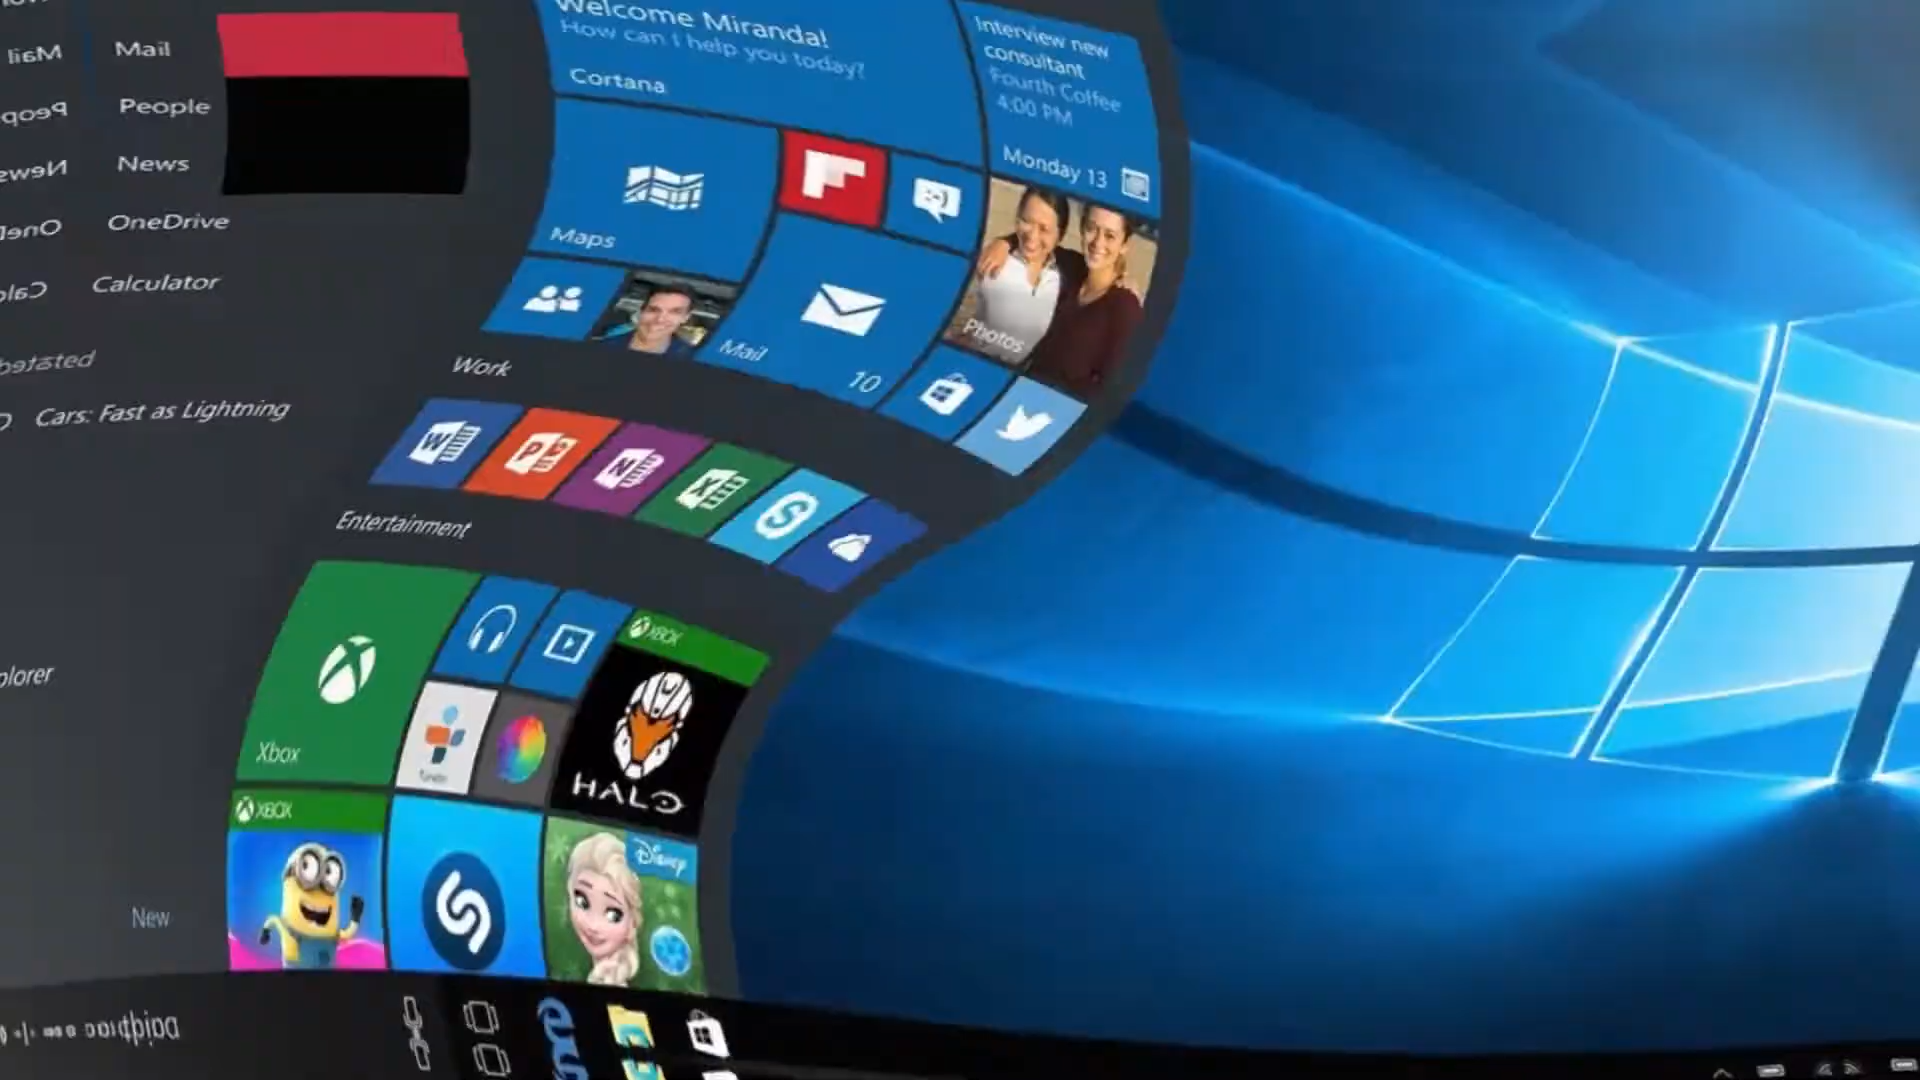 Mail
People
News
OneDrive
Calculator
Cars: Fast as Lightning
New
Welcome Miranda!
How can I help you today?
Cortana
Interview new
consultant
Fourth Coffee
4:00 PM
Monday 13
Maps
Mail
10
Photos
Work
Entertainment
XBOX
Xbox
HALO
XBOX
Disney